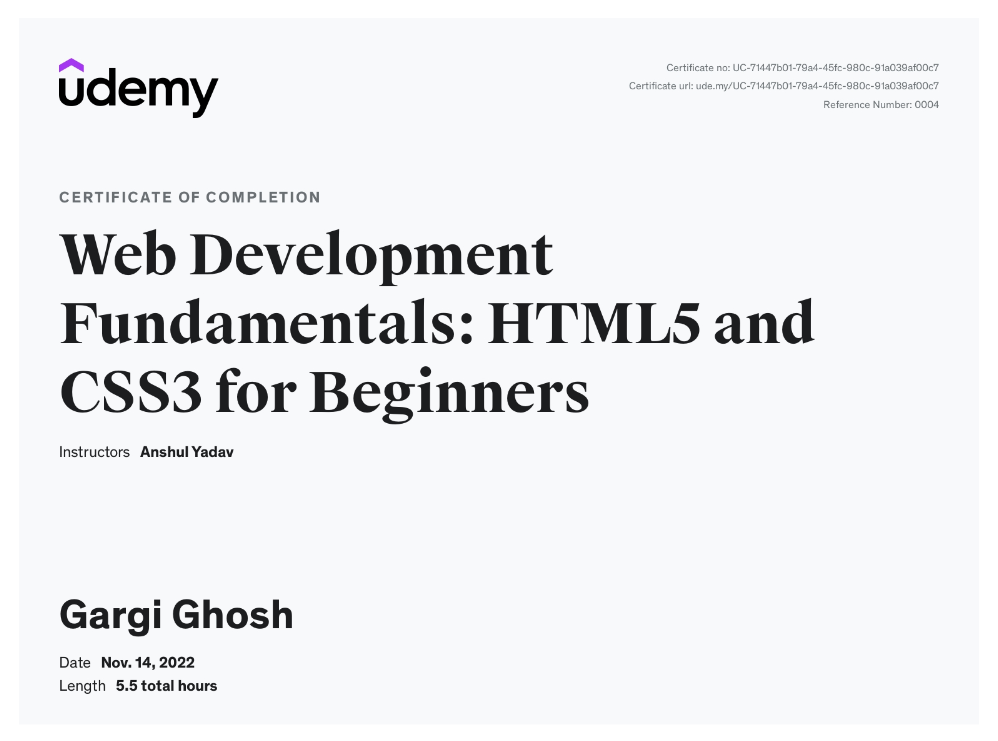 udemy
Certificate no: UC-71447b01-79a4-45fc-980c-91a039af00c7
Certificate url: ude.my/UC-71447b01-79a4-45fc-980c-91a039af00c7
Reference Number: 0004
CERTIFICATE OF COMPLETION
Web Development
Fundamentals: HTML5 and
CSS3 for Beginners
Instructors Anshul Yadav
Gargi Ghosh
Date Nov. 14, 2022
Length 5.5 total hours